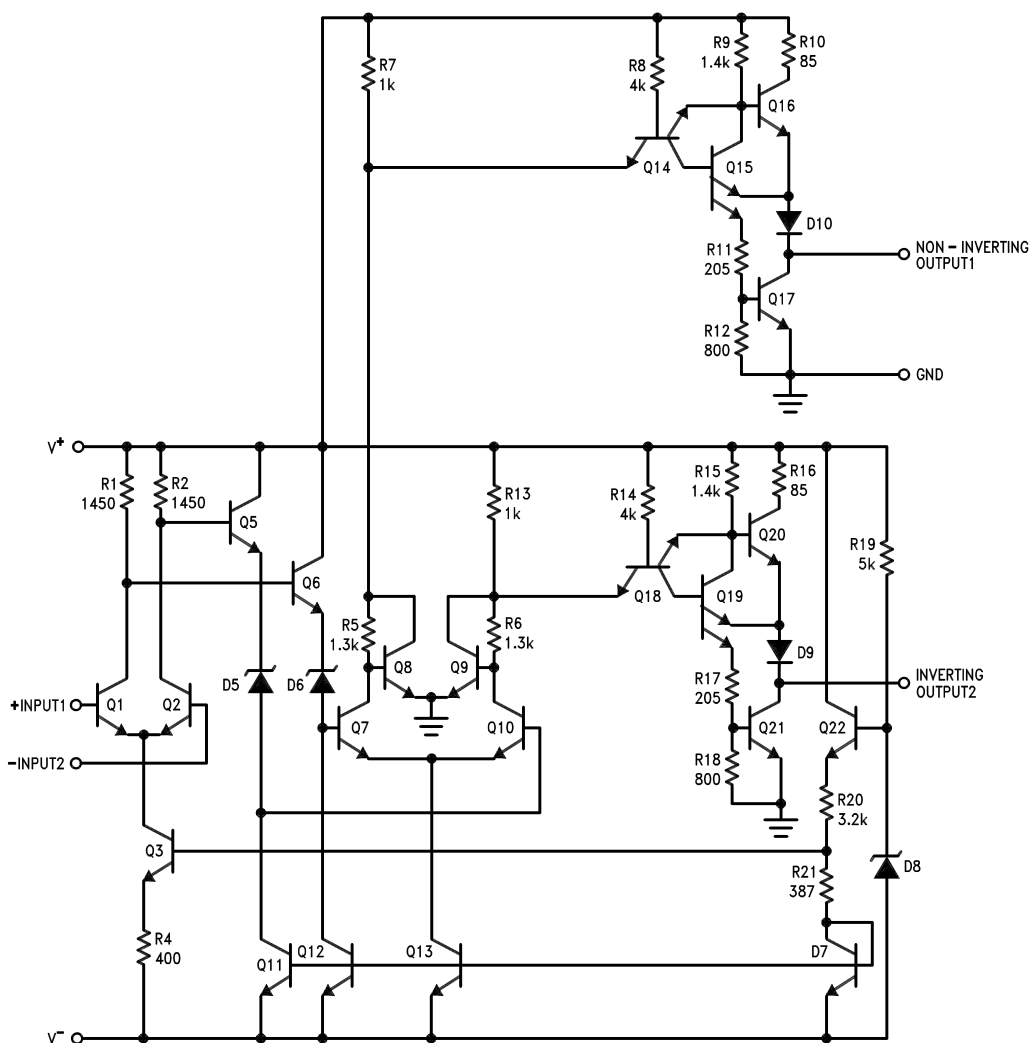 R7
1k
R8
4k
R9
1.4k
R10
85
Q16
Q14
Q15
D10
NON-INVERTING
OUTPUT1
R11
205
Q17
R12
800
GND
V+
R1
1450
R2
1450
Q5
R13
1k
R14
4k
R15
1.4k
R16
85
Q20
R19
5k
Q6
Q18
Q19
R5
1.3k
R6
1.3k
D9
Q8
Q9
D5
D6
R17
205
INVERTING
OUTPUT2
+INPUT1
Q1
Q2
Q7
Q10
Q21
Q22
-INPUT2
R18
800
R20
3.2k
Q3
D8
R21
387
R4
400
Q11
Q12
Q13
D7
V-